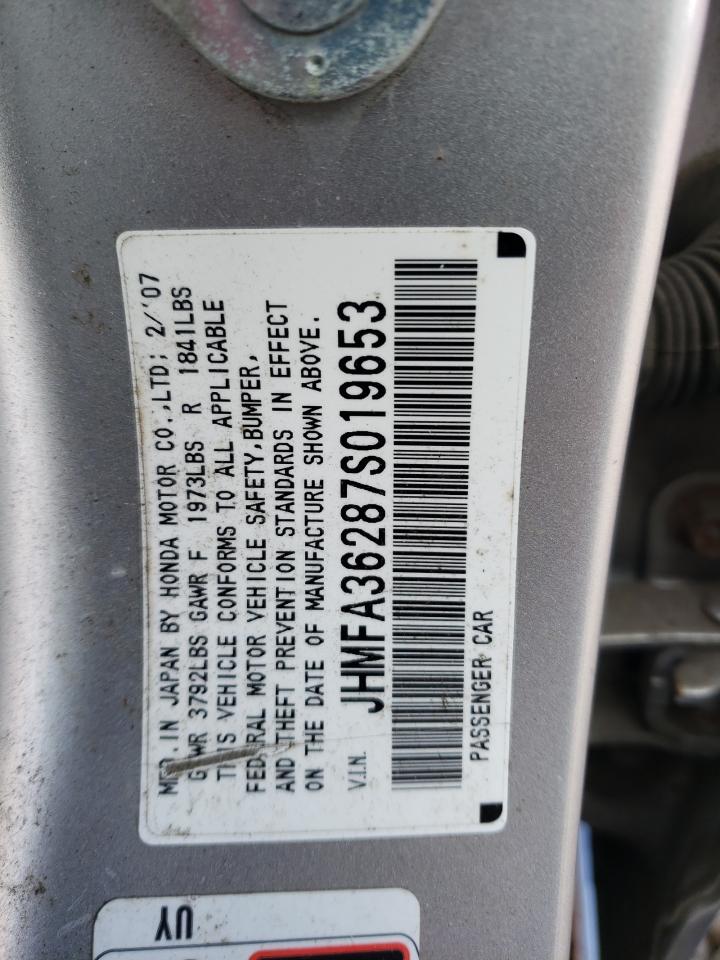 MFD.IN JAPAN BY HONDA MOTOR CO.,LTD; 2/'07
GVWR 3792LBS GAWR F 1973LBS R 1841LBS
THIS VEHICLE CONFORMS TO ALL APPLICABLE
FEDERAL MOTOR VEHICLE SAFETY,BUMPER,
AND THEFT PREVENTION STANDARDS IN EFFECT
ON THE DATE OF MANUFACTURE SHOWN ABOVE.
V.I.N. JHMFA36287S019653
PASSENGER CAR
UY